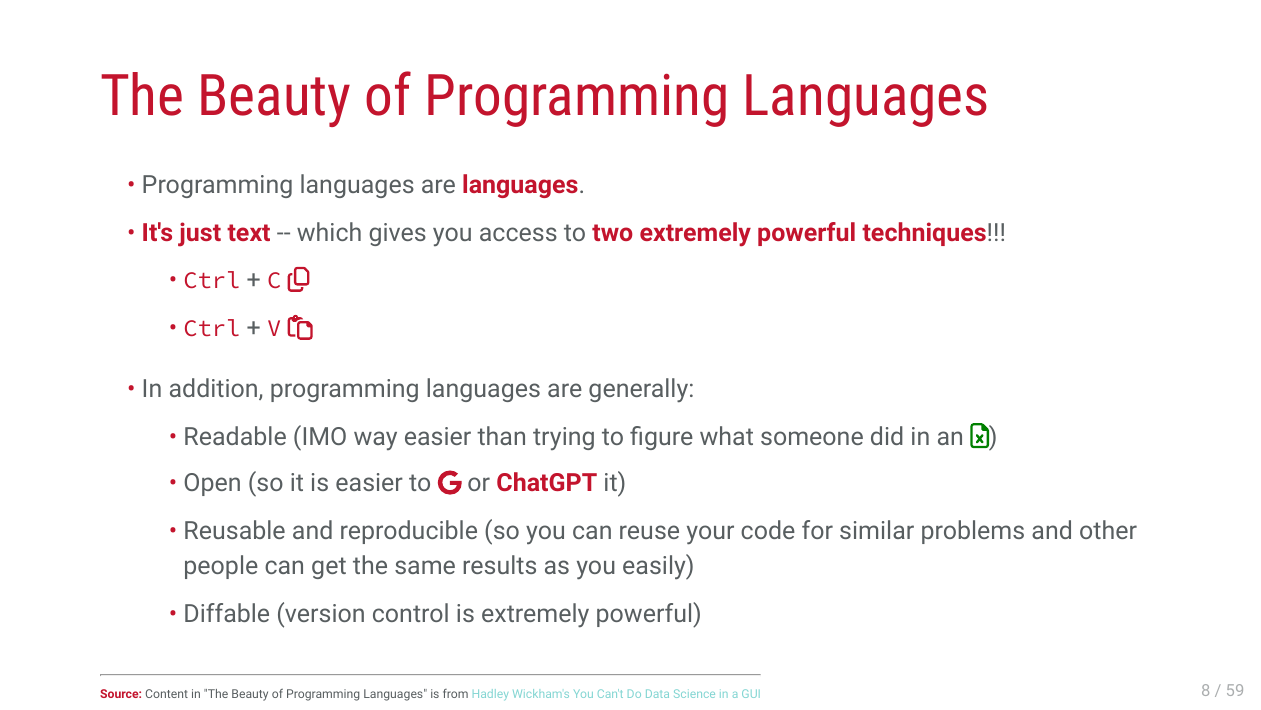 The Beauty of Programming Languages
• Programming languages are languages.
• It's just text -- which gives you access to two extremely powerful techniques!!!
• Ctrl + C
• Ctrl + V
• In addition, programming languages are generally:
• Readable (IMO way easier than trying to figure what someone did in an )
• Open (so it is easier to G or ChatGPT it)
• Reusable and reproducible (so you can reuse your code for similar problems and other
people can get the same results as you easily)
• Diffable (version control is extremely powerful)
Source: Content in "The Beauty of Programming Languages" is from Hadley Wickham's You Can't Do Data Science in a GUI
8 / 59